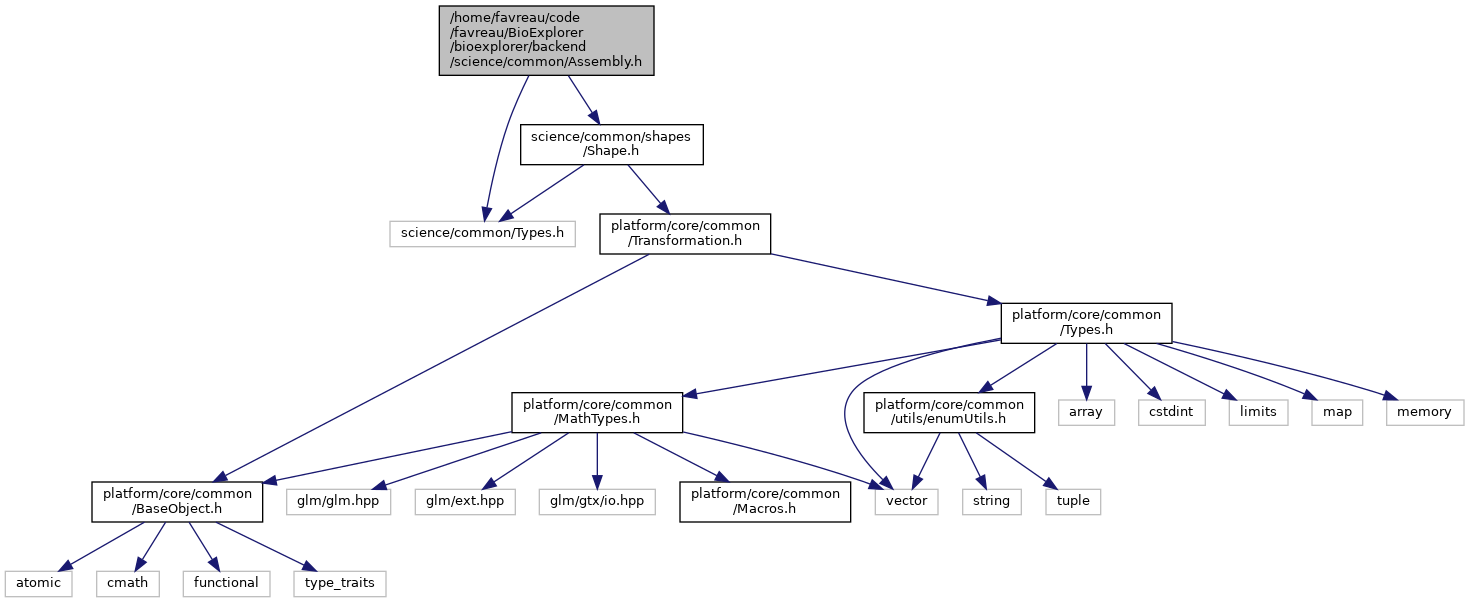 /home/favreau/code
/favreau/BioExplorer
/bioexplorer/backend
/science/common/Assembly.h
science/common/shapes
/Shape.h
science/common/Types.h
platform/core/common
/Transformation.h
platform/core/common
/Types.h
platform/core/common
/MathTypes.h
platform/core/common
/utils/enumUtils.h
array
cstdint
limits
map
memory
platform/core/common
/BaseObject.h
glm/glm.hpp
glm/ext.hpp
glm/gtx/io.hpp
platform/core/common
/Macros.h
vector
string
tuple
atomic
cmath
functional
type_traits